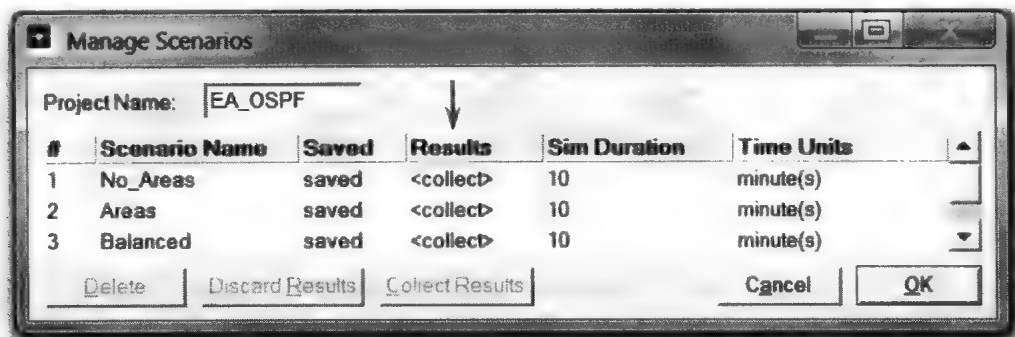 Manage Scenarios
Project Name: EA_OSPF
# Scenario Name Saved Results Sim Duration Time Units
1 No_Areas saved <collect> 10 minute(s)
2 Areas saved <collect> 10 minute(s)
3 Balanced saved <collect> 10 minute(s)
Delete Discard Results Collect Results Cancel OK